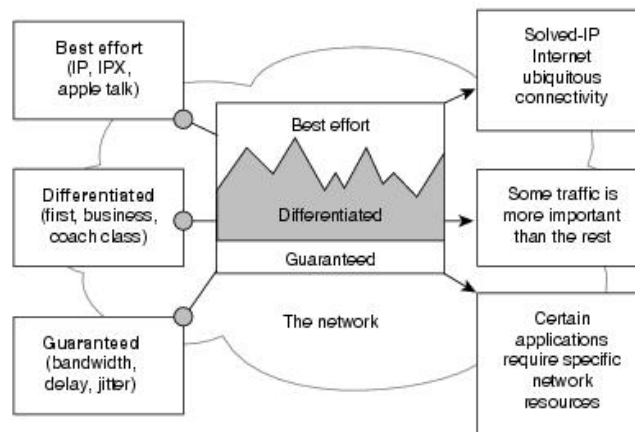 Best effort
(IP, IPX,
apple talk)
Differentiated
(first, business,
coach class)
Guaranteed
(bandwidth,
delay, jitter)
Best effort
Differentiated
Guaranteed
The network
Solved-IP
Internet
ubiquitous
connectivity
Some traffic is
more important
than the rest
Certain
applications
require specific
network
resources